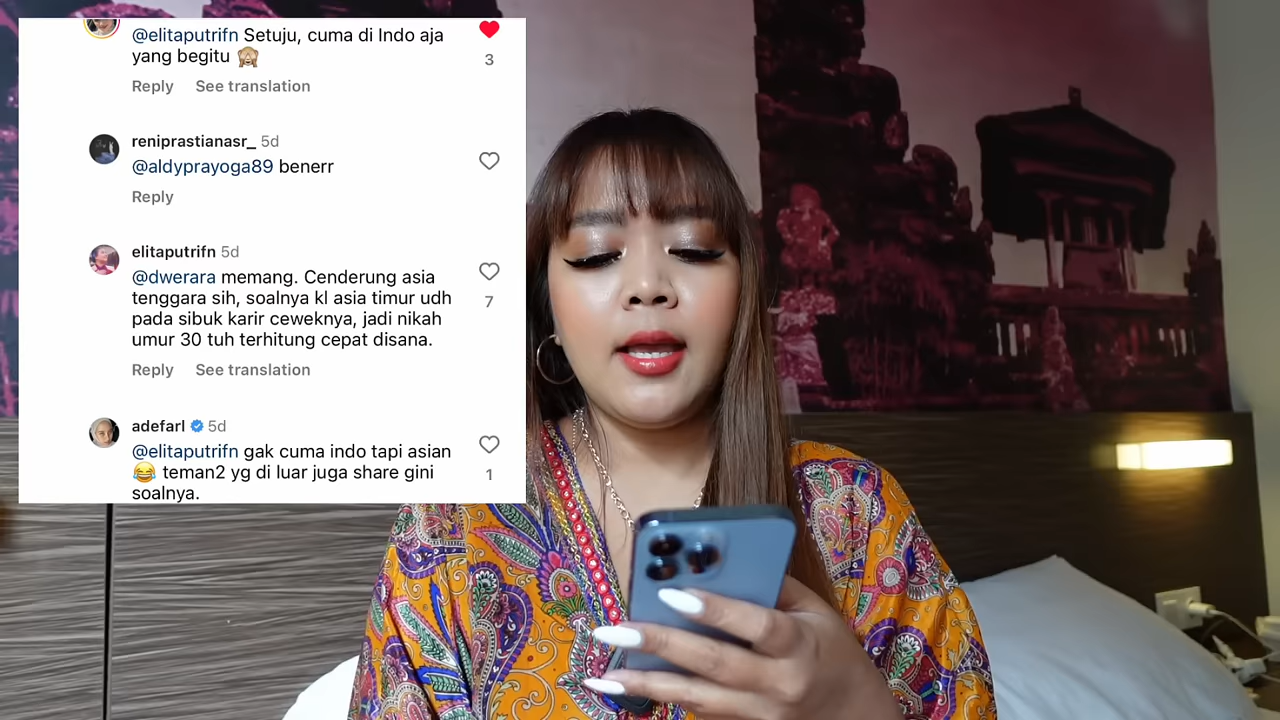 @elitaputrifn Setuju, cuma di Indo aja
yang begitu 🙈
3
Reply See translation
reniprastianasr_ 5d
@aldyprayoga89 benerr
Reply
elitaputrifn 5d
@dwerara memang. Cenderung asia
tenggara sih, soalnya kl asia timur udh
pada sibuk karir ceweknya, jadi nikah
umur 30 tuh terhitung cepat disana.
7
Reply See translation
adefarl 5d
@elitaputrifn gak cuma indo tapi asian
😂 teman2 yg di luar juga share gini
soalnya.
1